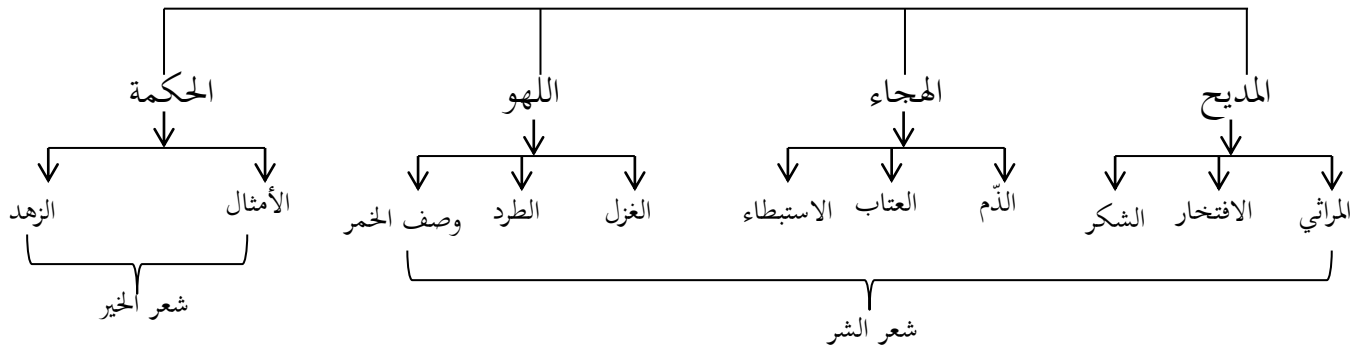 المديح الهجاء اللهو الحكمة
المراثي الافتخار الشكر الذّم العتاب الاستبطاء الغزل الطرد وصف الخمر الأمثال الزهد
شعر الخير
شعر الشر